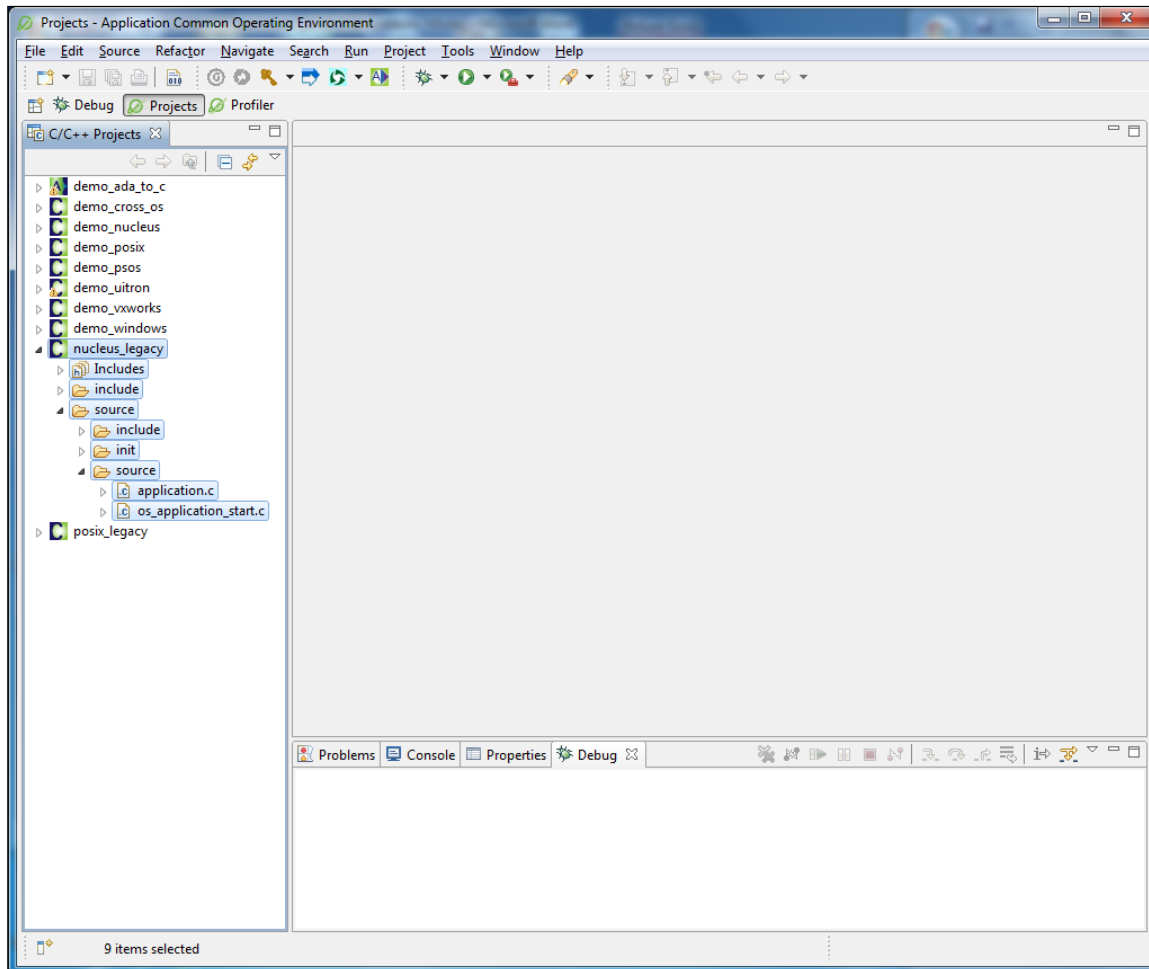 Projects - Application Common Operating Environment
File Edit Source Refactor Navigate Search Run Project Tools Window Help
Debug Projects Profiler
C/C++ Projects
demo_ada_to_c
demo_cross_os
demo_nucleus
demo_posix
demo_psos
demo_uitron
demo_vxworks
demo_windows
nucleus_legacy
Includes
include
source
include
init
source
application.c
os_application_start.c
posix_legacy
Problems Console Properties Debug
9 items selected